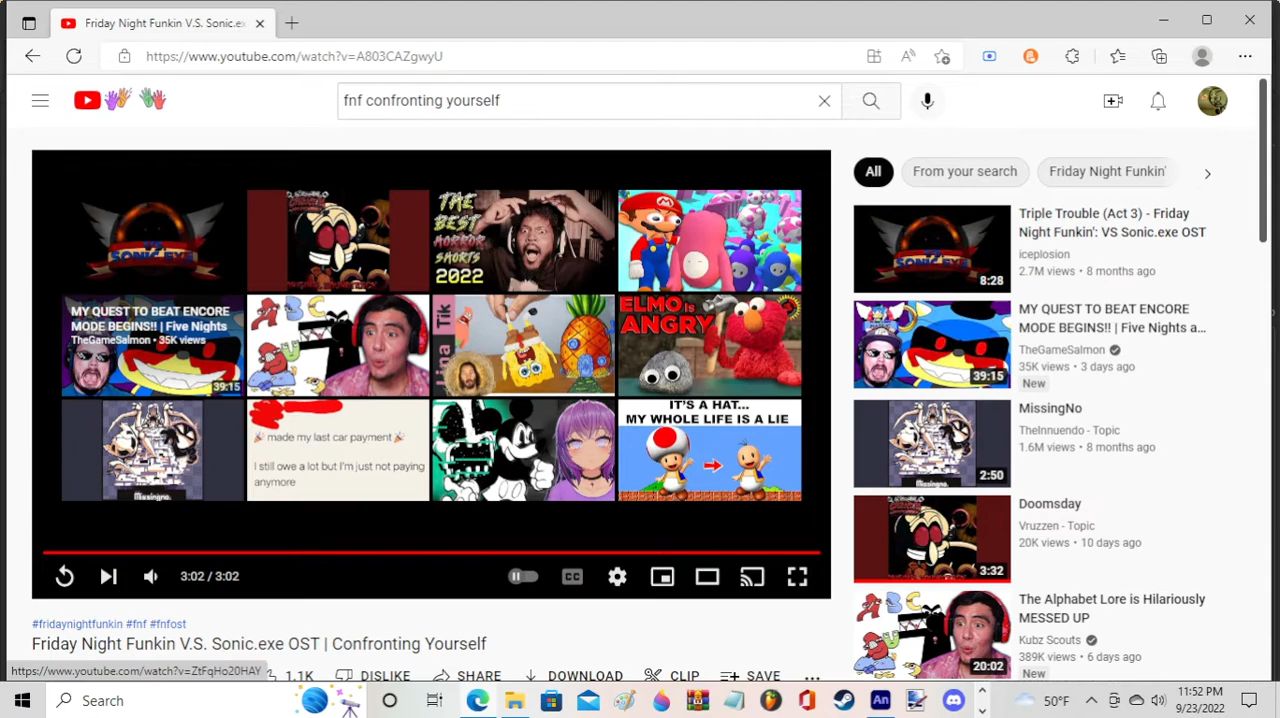 Friday Night Funkin V.S. Sonic.exe
https://www.youtube.com/watch?v=A803CAZgwyU
fnf confronting yourself
VS
SONIC.EXE
THE
BEST
HORROR
SHORTS
2022
MY QUEST TO BEAT ENCORE
MODE BEGINS!! | Five Nights
TheGameSalmon • 35K views
39:15
Tik
Lina
ELMO IS
ANGRY
Missingno.
🎉 made my last car payment 🎉
I still owe a lot but I'm just not paying
anymore
IT'S A HAT...
MY WHOLE LIFE IS A LIE
3:02 / 3:02
CC
#fridaynightfunkin #fnf #fnfost
Friday Night Funkin V.S. Sonic.exe OST | Confronting Yourself
https://www.youtube.com/watch?v=ZtFqHo20HAY
1.1K
DISLIKE
SHARE
DOWNLOAD
CLIP
SAVE
All
From your search
Friday Night Funkin'
Triple Trouble (Act 3) - Friday
Night Funkin': VS Sonic.exe OST
iceplosion
2.7M views • 8 months ago
8:28
MY QUEST TO BEAT ENCORE
MODE BEGINS!! | Five Nights a...
TheGameSalmon
35K views • 3 days ago
New
39:15
MissingNo
TheInnuendo - Topic
1.6M views • 8 months ago
2:50
Doomsday
Vruzzen - Topic
20K views • 10 days ago
3:32
The Alphabet Lore is Hilariously
MESSED UP
Kubz Scouts
389K views • 6 days ago
New
20:02
Search
An
50°F
11:52 PM
9/23/2022